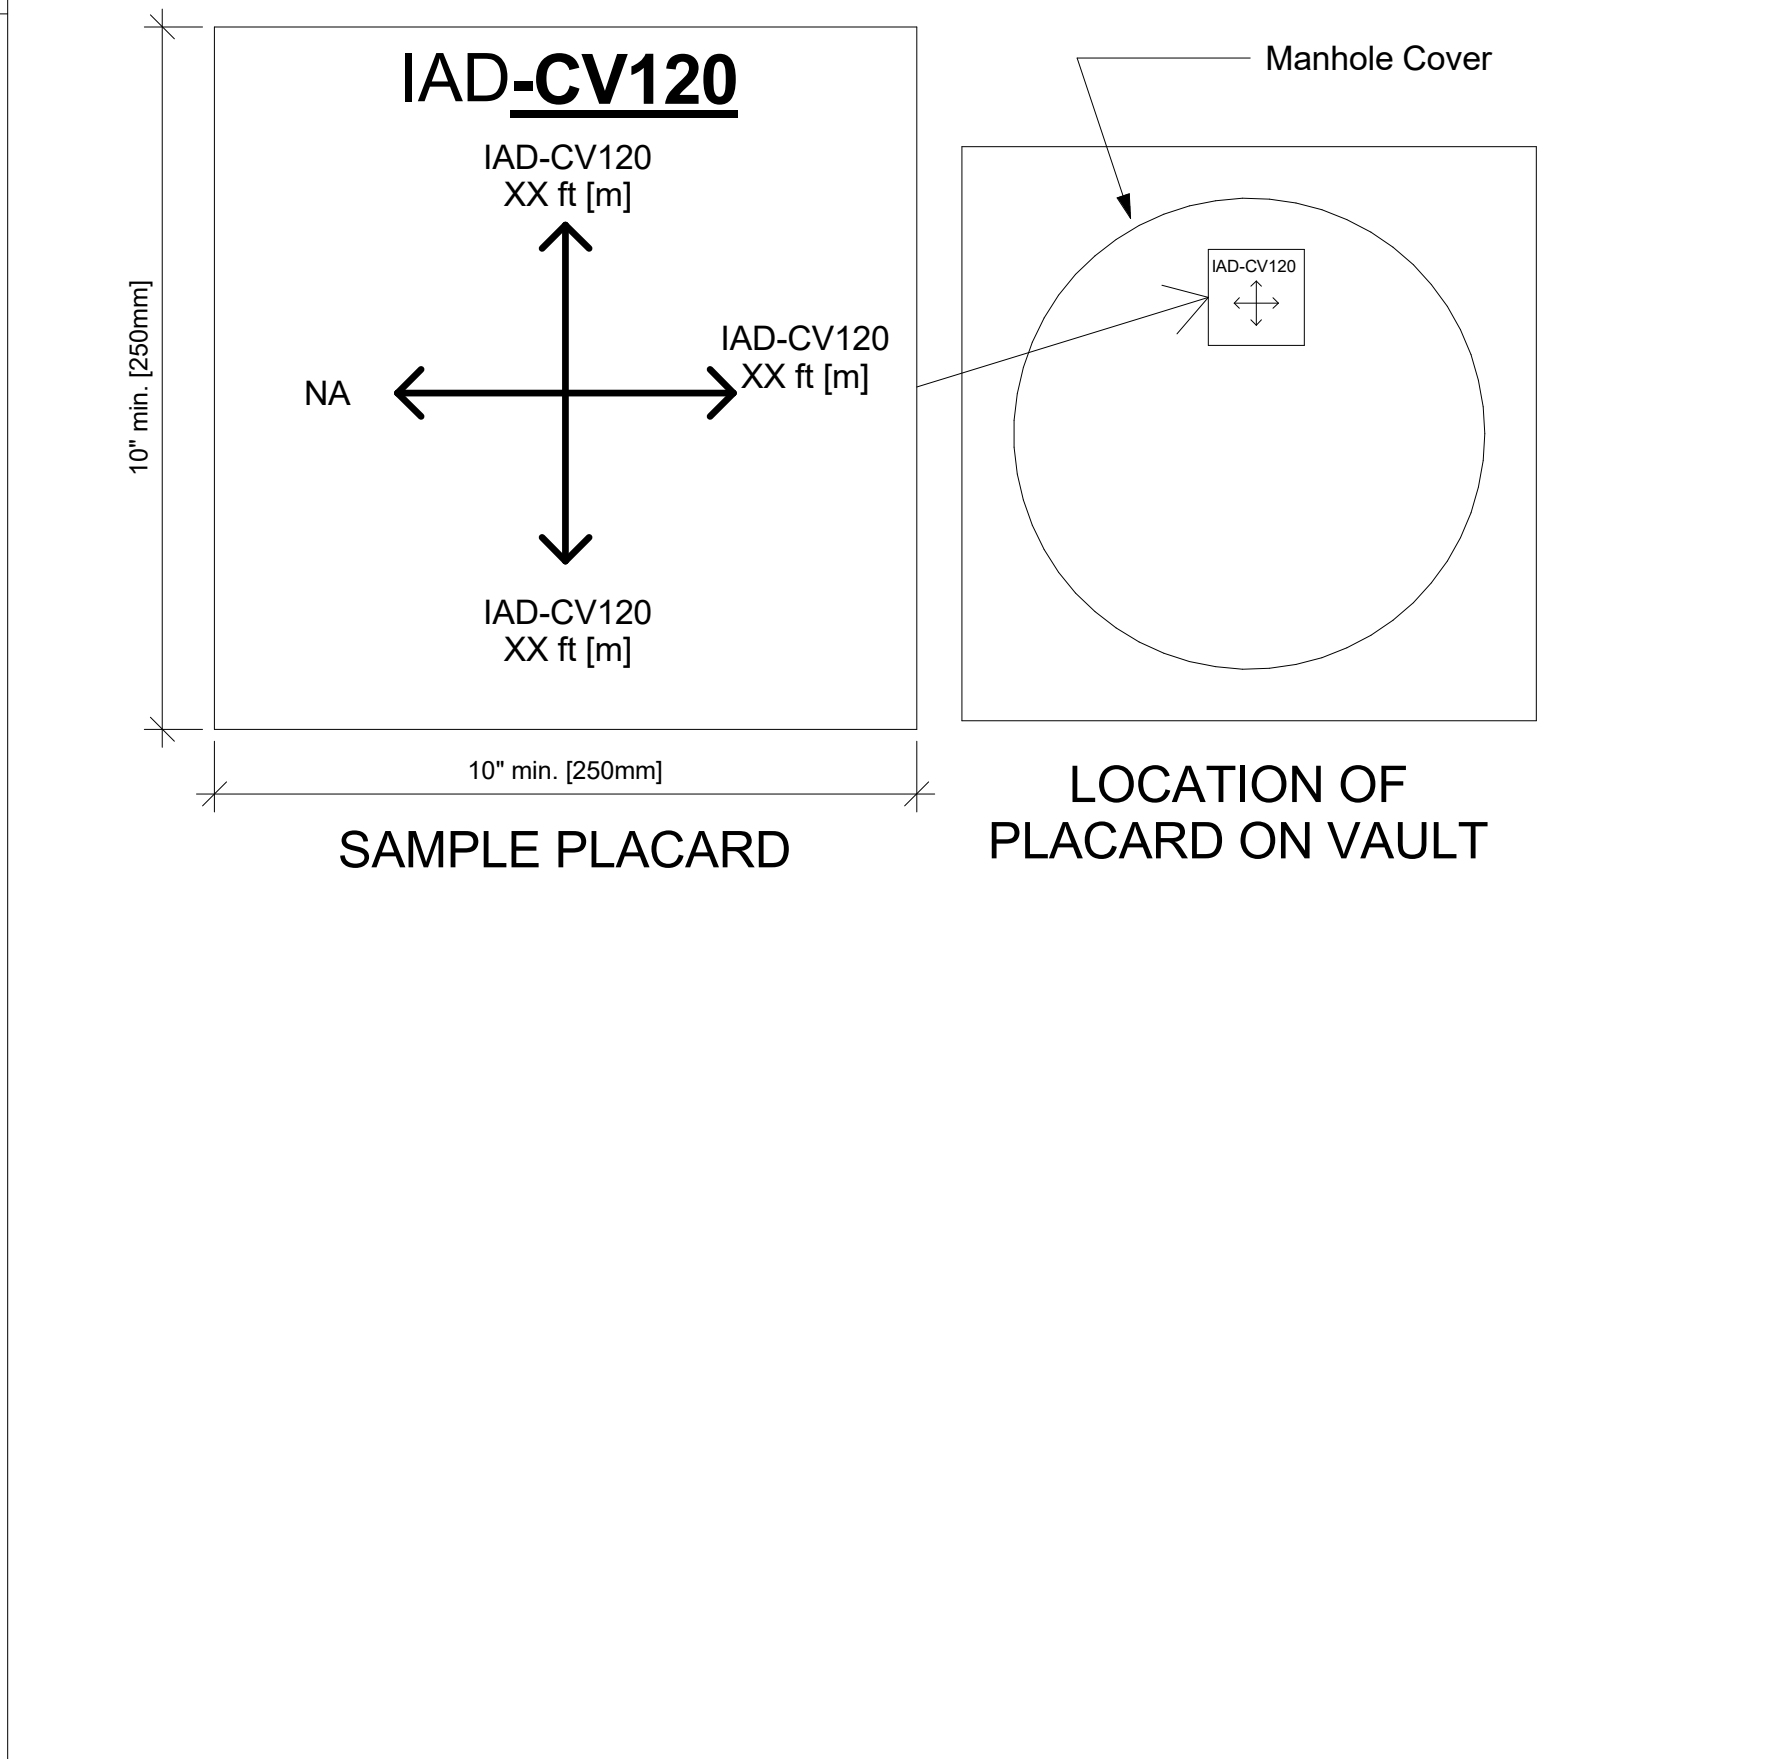 IAD-CV120
IAD-CV120
XX ft [m]
IAD-CV120
XX ft [m]
NA
IAD-CV120
XX ft [m]
10" min. [250mm]
10" min. [250mm]
SAMPLE PLACARD
Manhole Cover
IAD-CV120
LOCATION OF
PLACARD ON VAULT